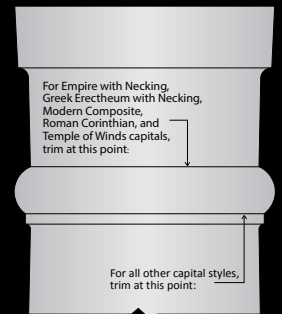 For Empire with Necking,
Greek Erectheum with Necking,
Modern Composite,
Roman Corinthian, and
Temple of Winds capitals,
trim at this point:
For all other capital styles,
trim at this point: